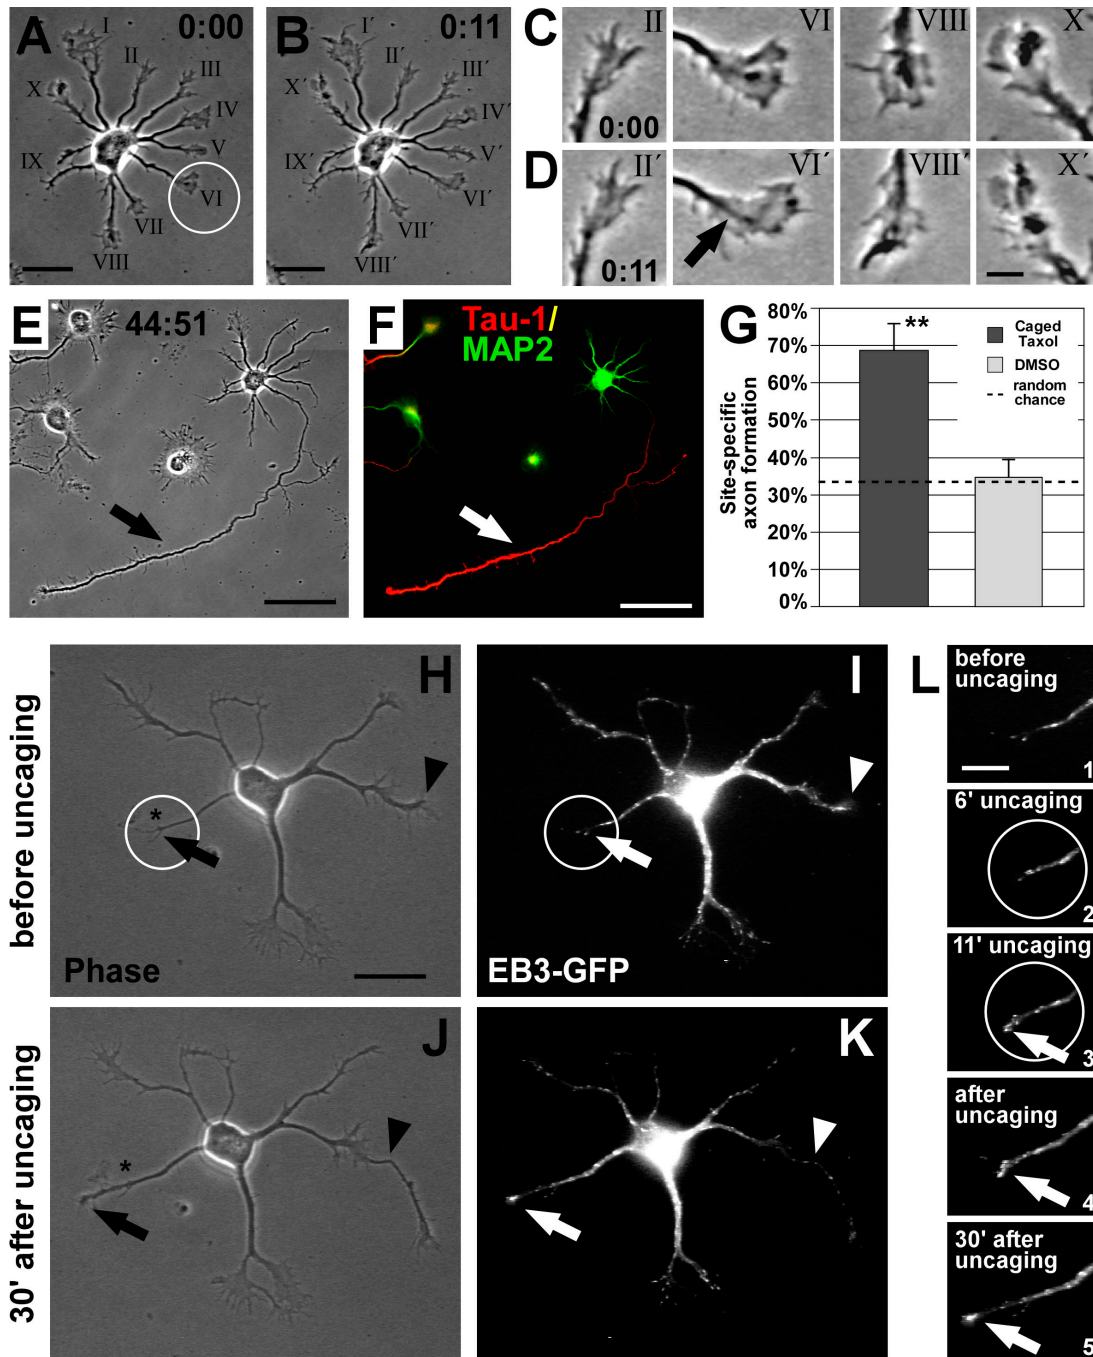 A
0:00
I
II
III
IV
V
VI
VII
VIII
IX
X
B
0:11
I´
II´
III´
IV´
V´
VI´
VII´
VIII´
IX´
X´
C
II
VI
VIII
X
0:00
D
II´
VI´
VIII´
X´
0:11
E
44:51
F
Tau-1/
MAP2
G
80%
70%
60%
50%
40%
30%
20%
10%
0%
Site-specific
axon formation
**
Caged
Taxol
DMSO
random
chance
before uncaging
H
*
Phase
I
EB3-GFP
30' after uncaging
J
*
K
L
before
uncaging
1
6' uncaging
2
11' uncaging
3
after
uncaging
4
30' after
uncaging
5